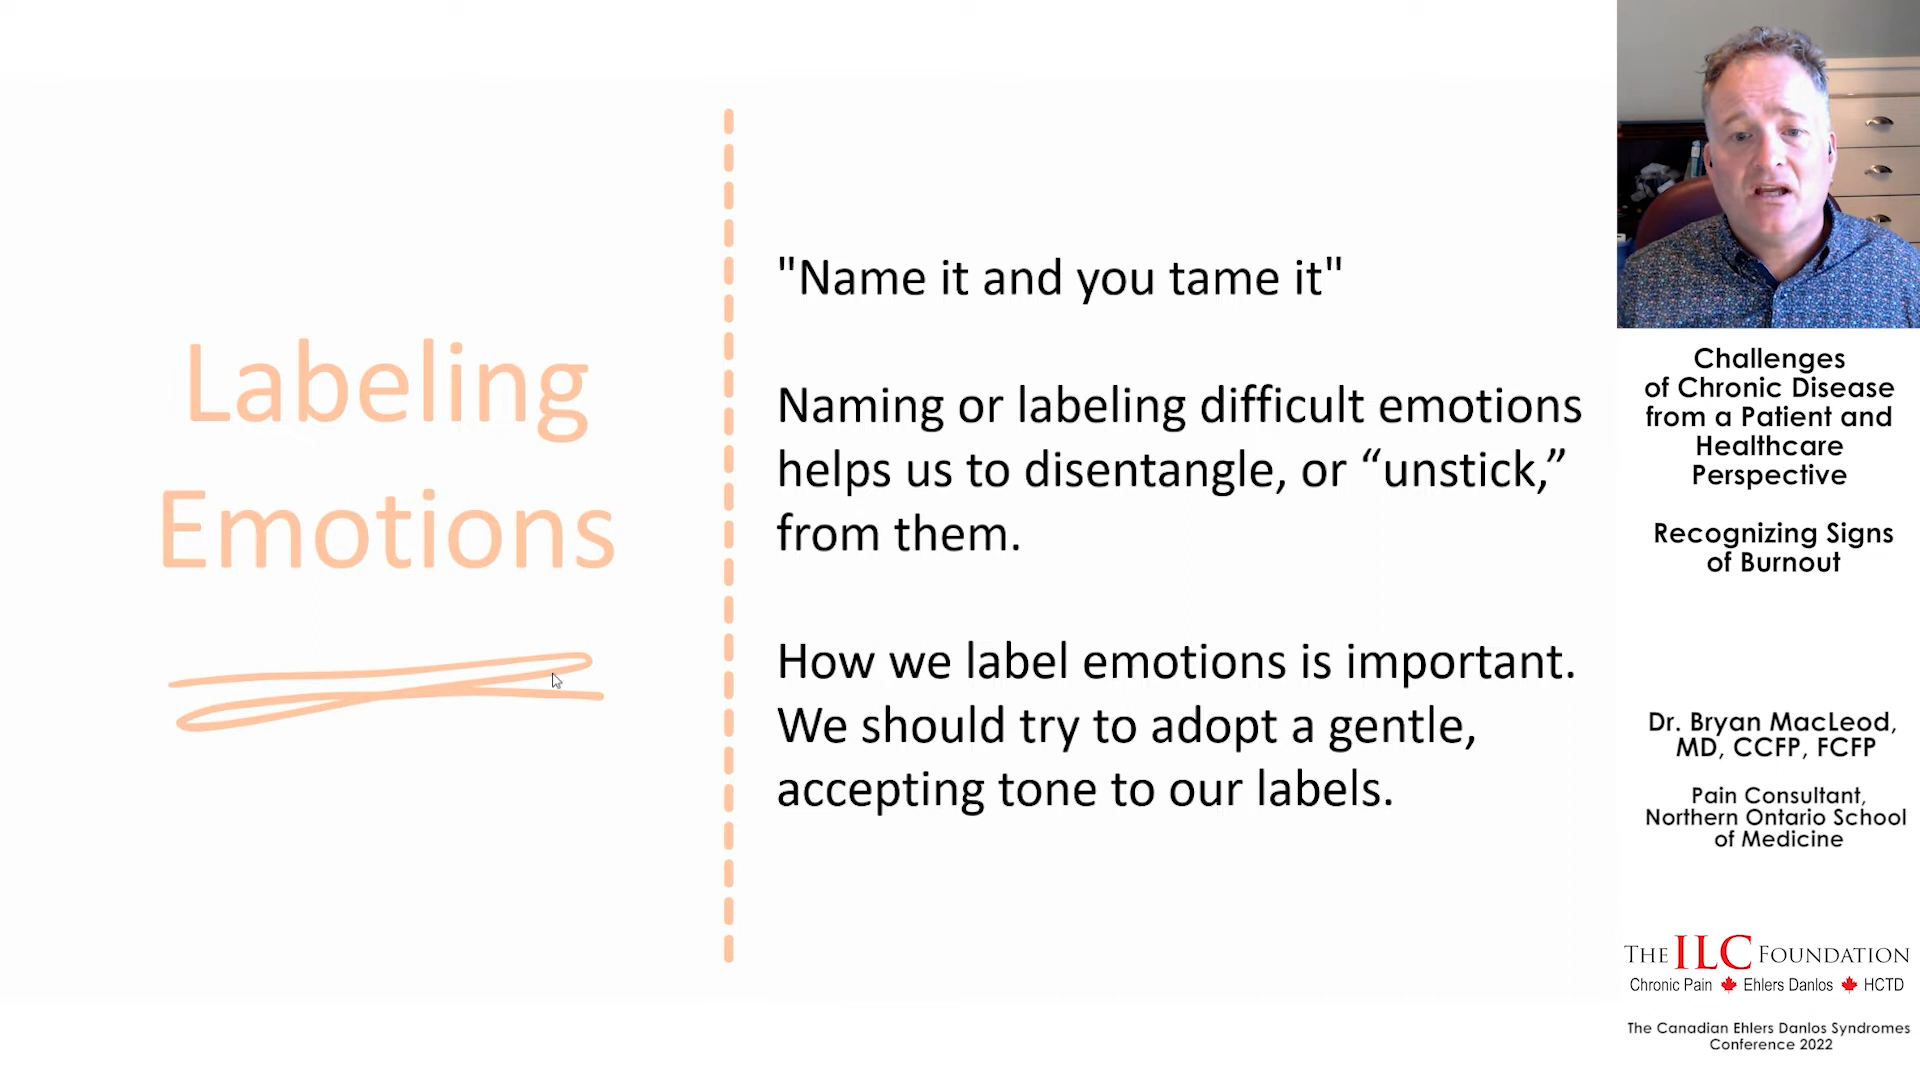 Labeling
Emotions
"Name it and you tame it"
Naming or labeling difficult emotions
helps us to disentangle, or “unstick,”
from them.
How we label emotions is important.
We should try to adopt a gentle,
accepting tone to our labels.
Challenges
of Chronic Disease
from a Patient and
Healthcare
Perspective
Recognizing Signs
of Burnout
Dr. Bryan MacLeod,
MD, CCFP, FCFP
Pain Consultant,
Northern Ontario School
of Medicine
THE ILC FOUNDATION
Chronic Pain Ehlers Danlos HCTD
The Canadian Ehlers Danlos Syndromes
Conference 2022